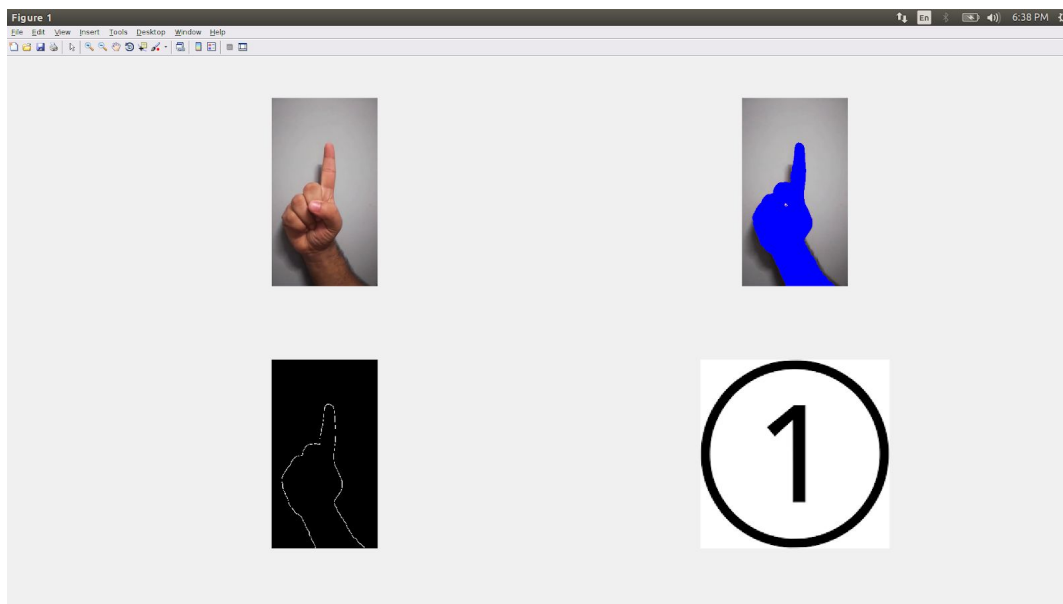 Figure 1
En
6:38 PM
File Edit View Insert Tools Desktop Window Help
1